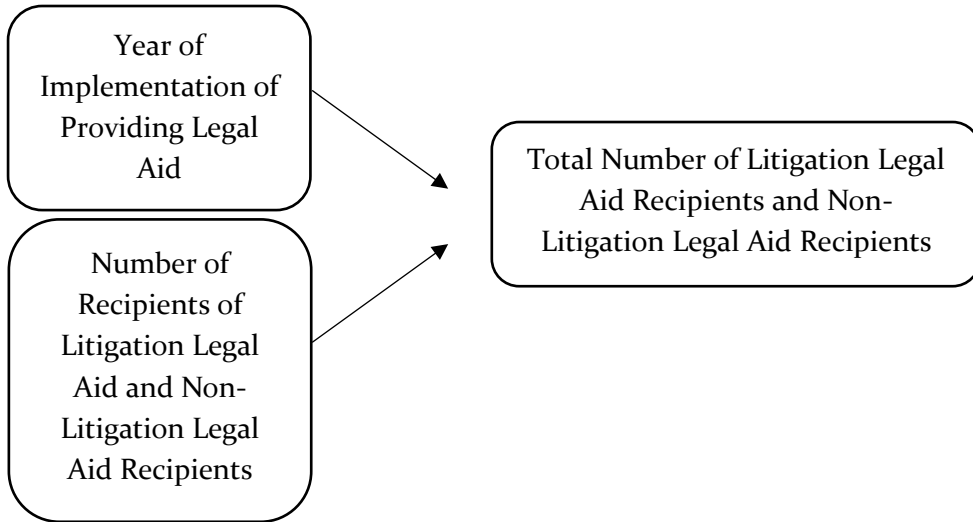 Year of
Implementation of
Providing Legal
Aid
Number of
Recipients of
Litigation Legal
Aid and Non-
Litigation Legal
Aid Recipients
Total Number of Litigation Legal
Aid Recipients and Non-
Litigation Legal Aid Recipients